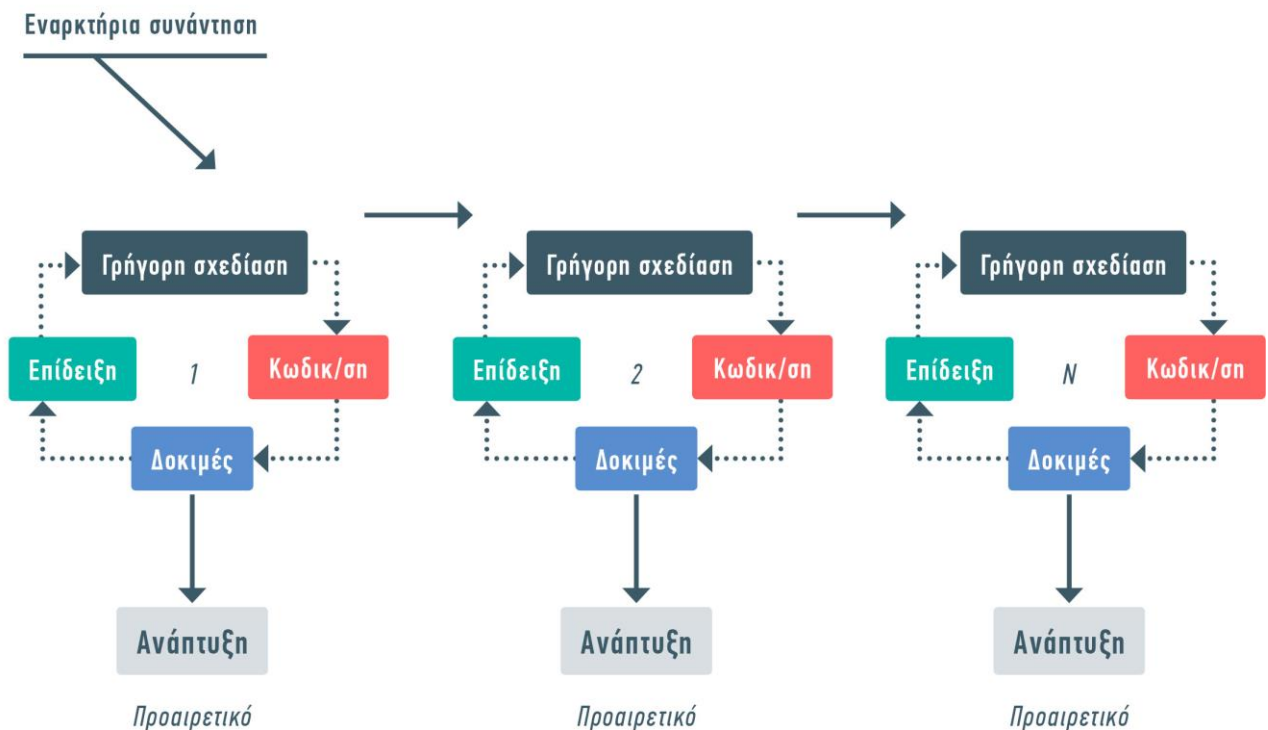 Εναρκτήρια συνάντηση
Γρήγορη σχεδίαση
Γρήγορη σχεδίαση
Γρήγορη σχεδίαση
Επίδειξη
1
Κωδικ/ση
Επίδειξη
2
Κωδικ/ση
Επίδειξη
N
Κωδικ/ση
Δοκιμές
Δοκιμές
Δοκιμές
Ανάπτυξη
Ανάπτυξη
Ανάπτυξη
Προαιρετικό
Προαιρετικό
Προαιρετικό